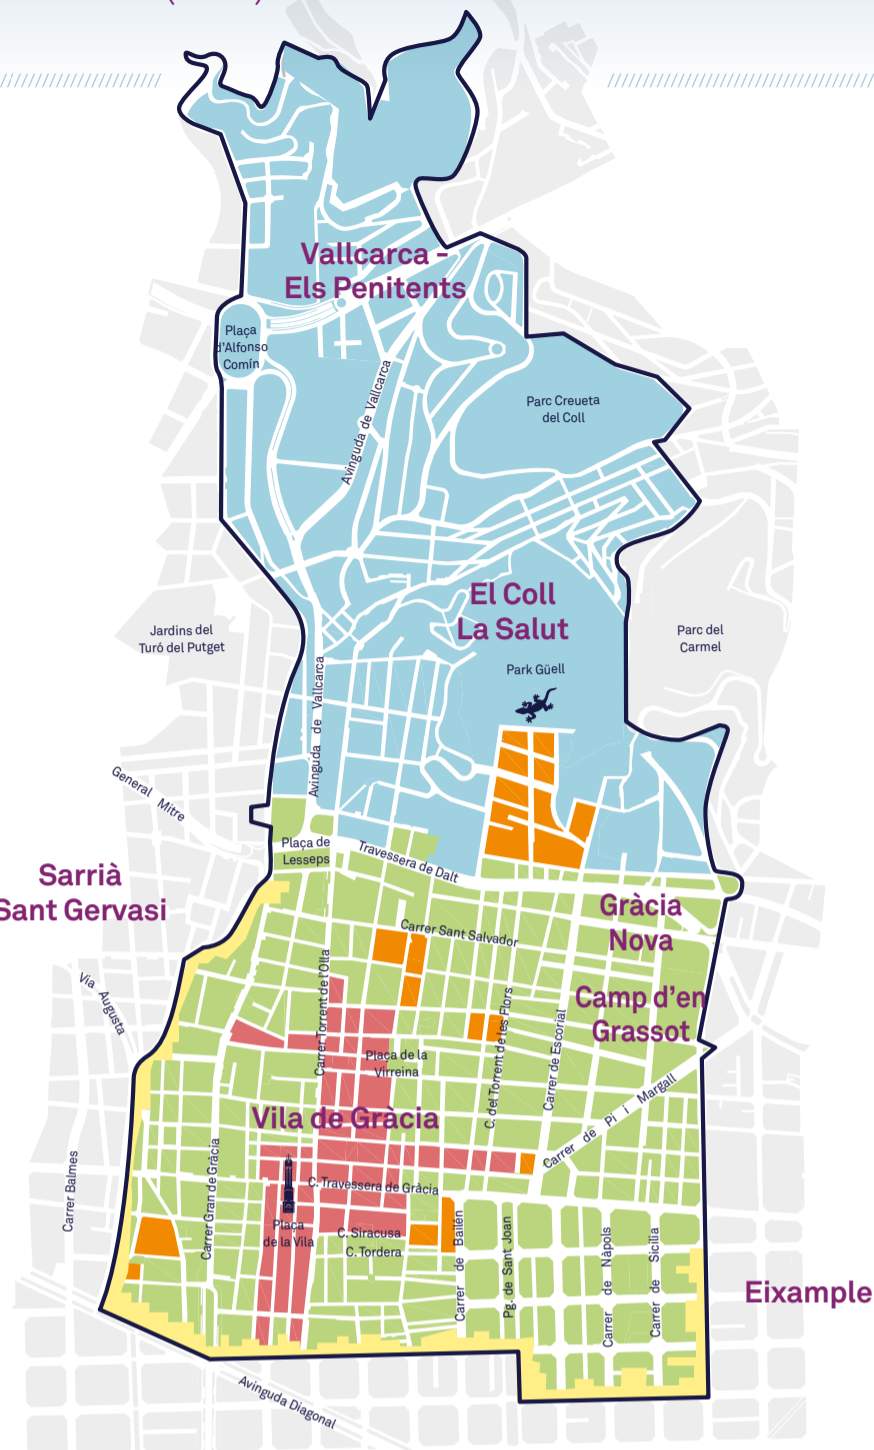 Vallcarca -
Els Penitents
Plaça
d'Alfonso
Comín
Avinguda de Vallcarca
Parc Creueta
del Coll
El Coll
La Salut
Park Güell
Jardins del
Turó del Putget
Parc del
Carmel
Avinguda de Vallcarca
General Mitre
Plaça de
Lesseps
Travessera de Dalt
Sarrià
Sant Gervasi
Gràcia
Nova
Carrer Sant Salvador
Via Augusta
Carrer Torrent de l'Olla
C. del Torrent de les Flors
Carrer de Escorial
Camp d'en
Grassot
Plaça de la
Virreina
Carrer de Pi i Margall
Vila de Gràcia
Carrer Balmes
Carrer Gran de Gràcia
C. Travessera de Gràcia
Plaça
de la Vila
C. Siracusa
C. Tordera
Carrer de Bailén
Pg. de Sant Joan
Carrer de Nàpols
Carrer de Sicilia
Eixample
Avinguda Diagonal